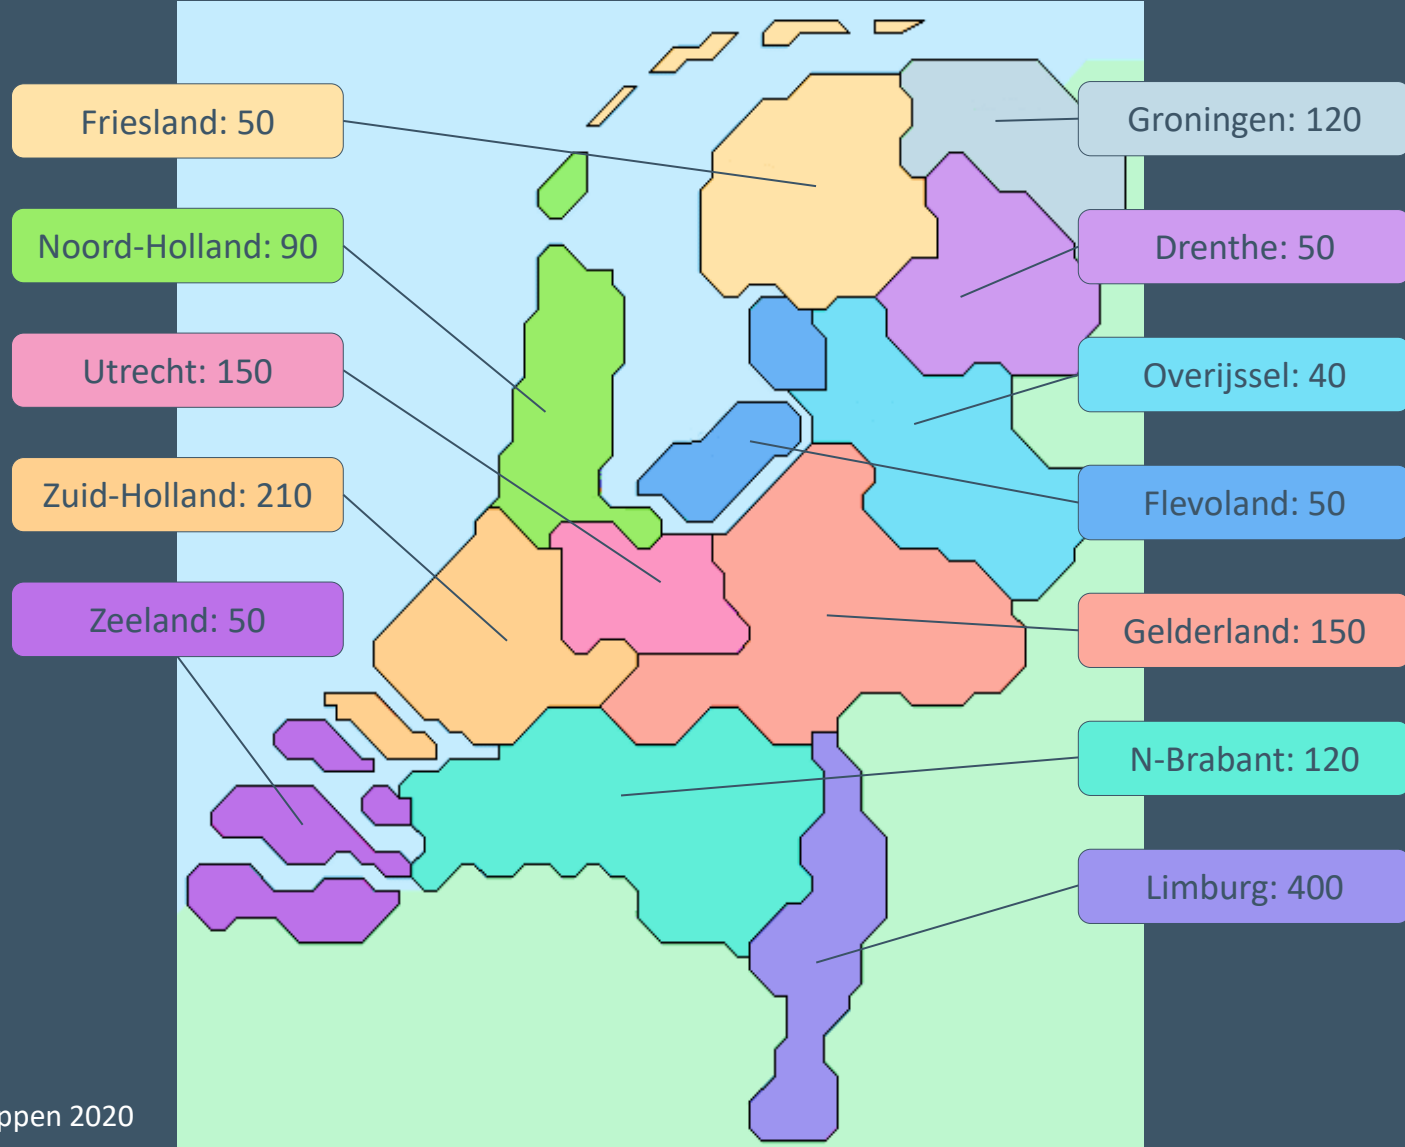 Friesland: 50
Noord-Holland: 90
Utrecht: 150
Zuid-Holland: 210
Zeeland: 50
Groningen: 120
Drenthe: 50
Overijssel: 40
Flevoland: 50
Gelderland: 150
N-Brabant: 120
Limburg: 400
ppen 2020